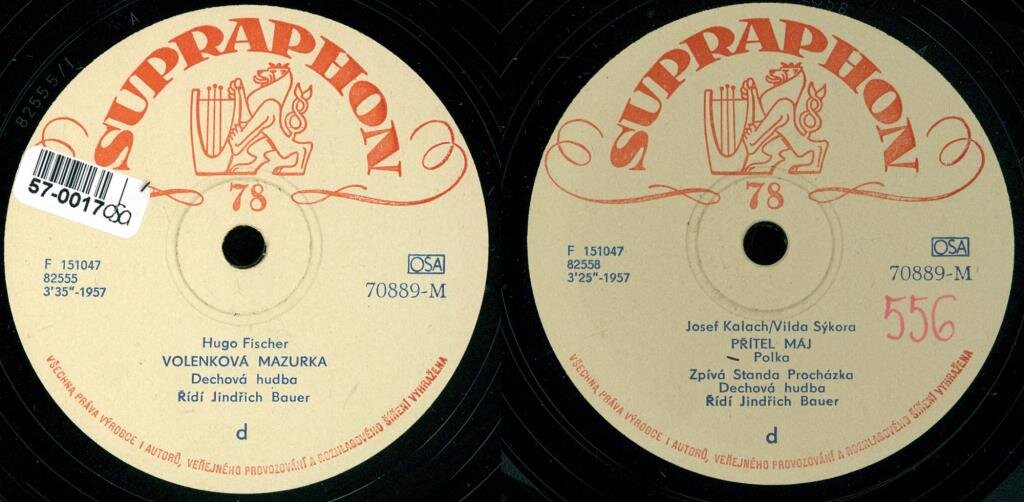 82555/1
A
SUPRAPHON
78
57-0017
OSA
F 151047
82555
3'35"-1957
OSA
70889-M
Hugo Fischer
VOLENKOVÁ MAZURKA
Dechová hudba
Řídí Jindřich Bauer
d
VŠECHNA PRÁVA VÝROBCE I AUTORŮ, VEŘEJNÉHO PROVOZOVÁNÍ A ROZHLASOVÉHO ŠÍŘENÍ VYHRAŽENA
SUPRAPHON
78
F 151047
82558
3'25"-1957
OSA
70889-M
556
Josef Kalach/Vilda Sýkora
PŘÍTEL MÁJ
Polka
Zpívá Standa Procházka
Dechová hudba
Řídí Jindřich Bauer
d
VŠECHNA PRÁVA VÝROBCE I AUTORŮ, VEŘEJNÉHO PROVOZOVÁNÍ A ROZHLASOVÉHO ŠÍŘENÍ VYHRAŽENA